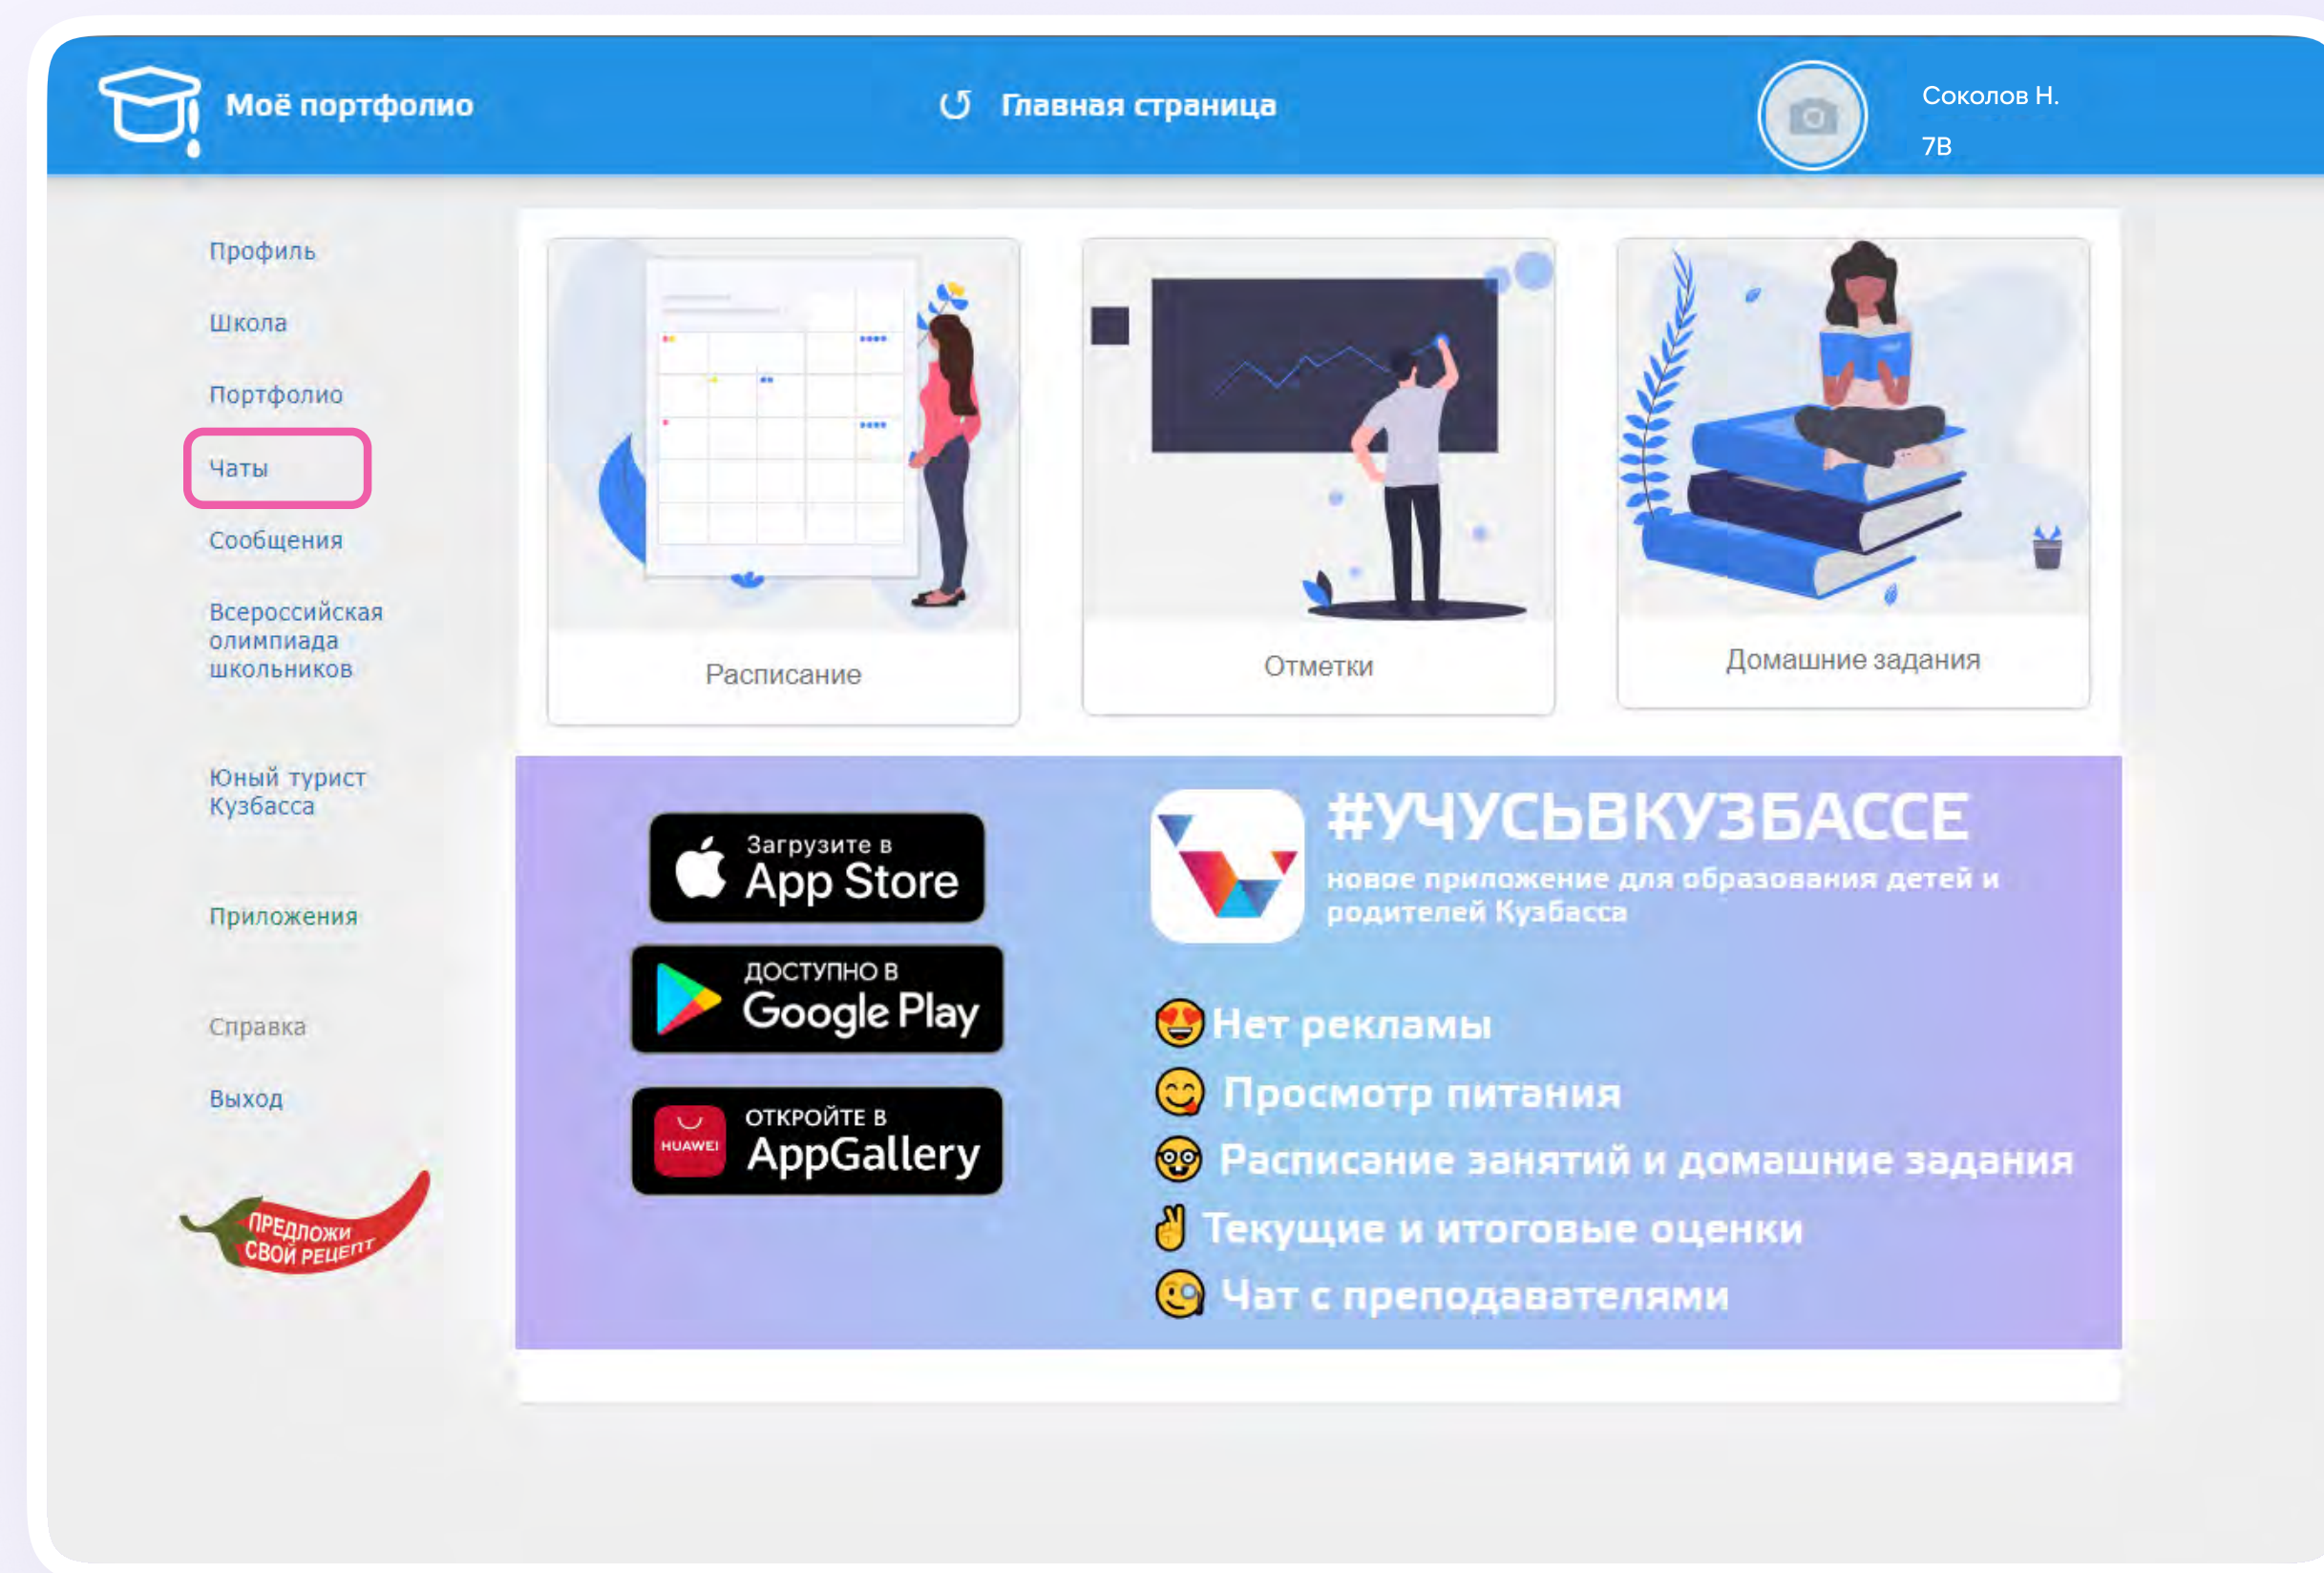 Моё портфолио
Главная страница
Соколов Н.
7В
Профиль
Школа
Портфолио
Чаты
Сообщения
Всероссийская
олимпиада
школьников
Юный турист
Кузбасса
Приложения
Справка
Выход
ПРЕДЛОЖИ
СВОЙ РЕЦЕПТ
Расписание
Отметки
Домашние задания
Загрузите в
App Store
ДОСТУПНО В
Google Play
HUAWEI
ОТКРОЙТЕ В
AppGallery
#УЧУСЬВКУЗБАССЕ
новое приложение для образования детей и
родителей Кузбасса
Нет рекламы
Просмотр питания
Расписание занятий и домашние задания
Текущие и итоговые оценки
Чат с преподавателями